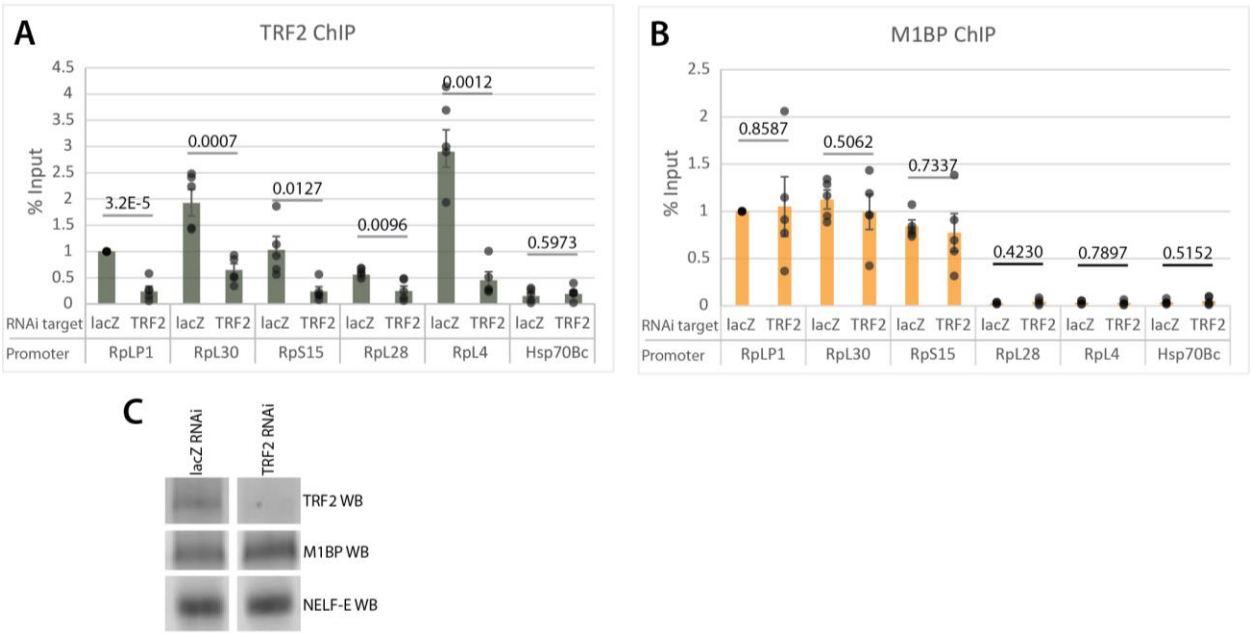 A
TRF2 ChIP
% Input
4.5
4
3.5
3
2.5
2
1.5
1
0.5
0
3.2E-5
0.0007
0.0127
0.0096
0.0012
0.5973
RNAi target lacZ TRF2 lacZ TRF2 lacZ TRF2 lacZ TRF2 lacZ TRF2 lacZ TRF2
Promoter RpLP1 RpL30 RpS15 RpL28 RpL4 Hsp70Bc
B
M1BP ChIP
% Input
2.5
2
1.5
1
0.5
0
0.8587
0.5062
0.7337
0.4230
0.7897
0.5152
RNAi target lacZ TRF2 lacZ TRF2 lacZ TRF2 lacZ TRF2 lacZ TRF2 lacZ TRF2
Promoter RpLP1 RpL30 RpS15 RpL28 RpL4 Hsp70Bc
C
lacZ RNAi
TRF2 RNAi
TRF2 WB
M1BP WB
NELF-E WB